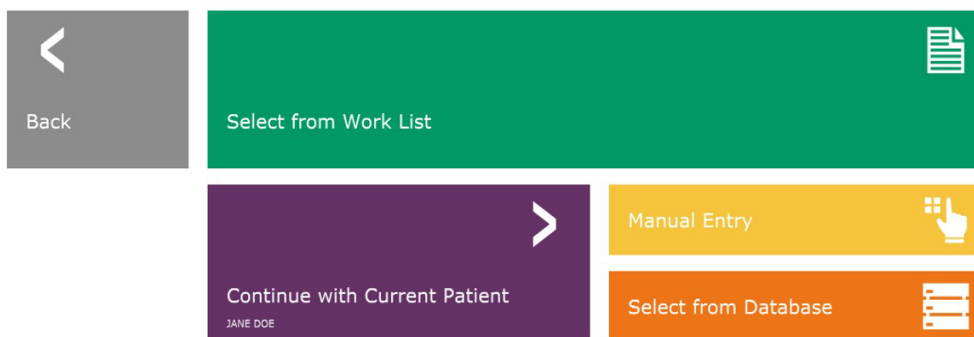 Back
Select from Work List
Continue with Current Patient
JANE DOE
Manual Entry
Select from Database